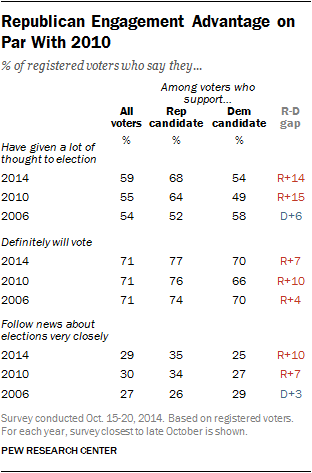 Republican Engagement Advantage on
Par With 2010
% of registered voters who say they...
Among voters who
support...
All voters Rep candidate Dem candidate R-D gap
% % %
Have given a lot of
thought to election
2014 59 68 54 R+14
2010 55 64 49 R+15
2006 54 52 58 D+6
Definitely will vote
2014 71 77 70 R+7
2010 71 76 66 R+10
2006 71 74 70 R+4
Follow news about
elections very closely
2014 29 35 25 R+10
2010 30 34 27 R+7
2006 27 26 29 D+3
Survey conducted Oct. 15-20, 2014. Based on registered voters.
For each year, survey closest to late October is shown.
PEW RESEARCH CENTER